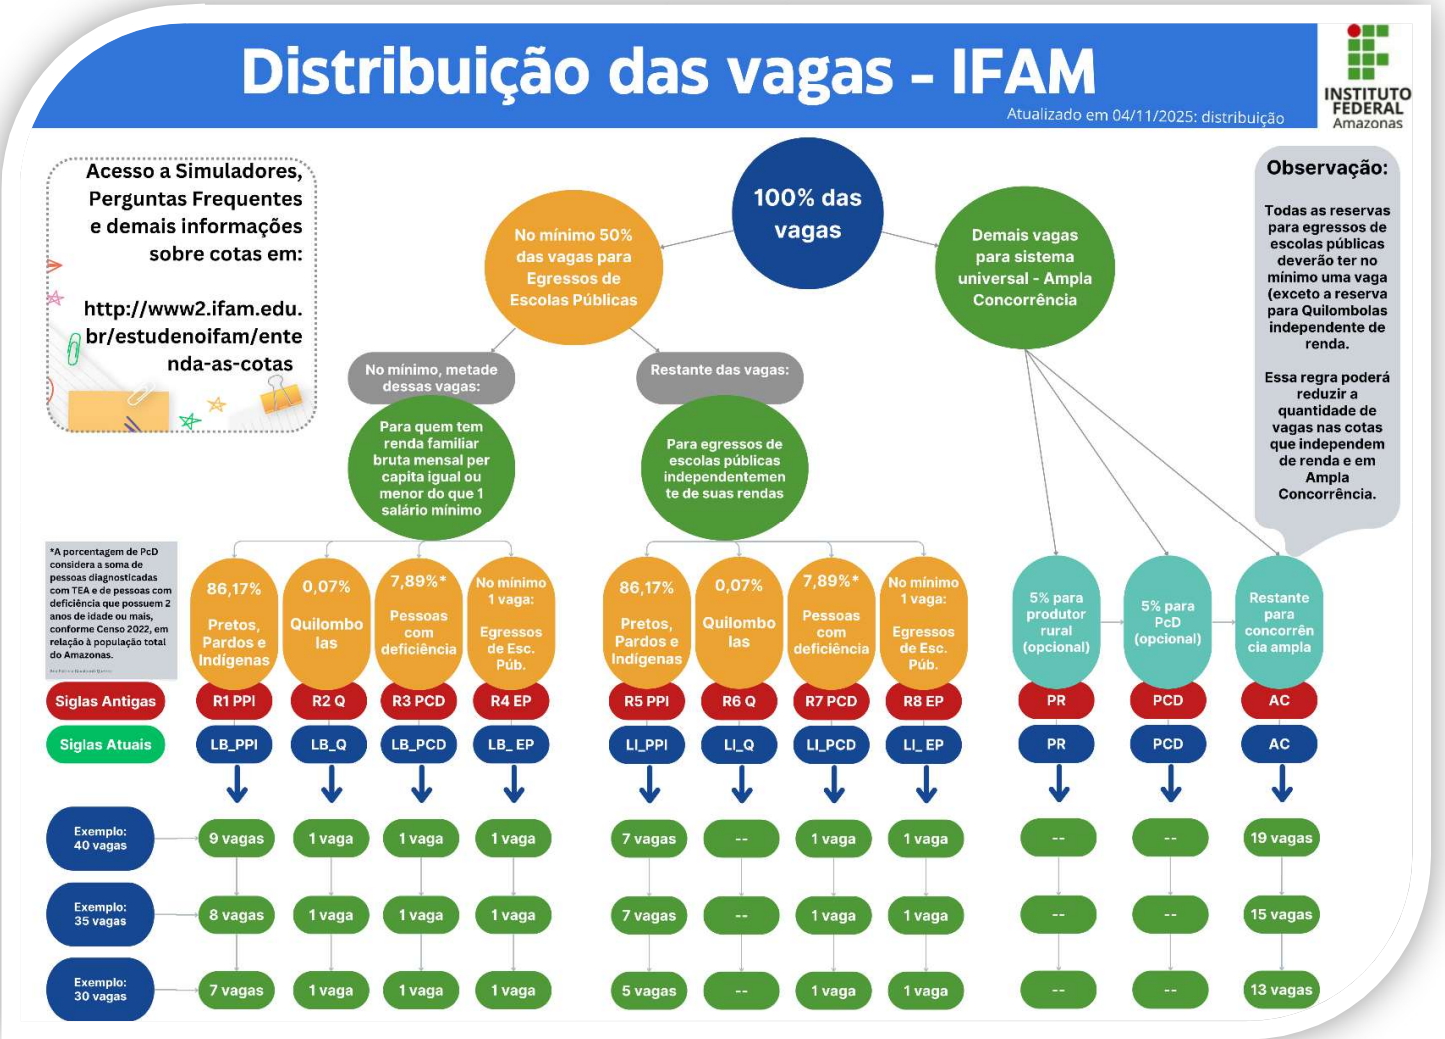 Distribuição das vagas - IFAM
Atualizado em 04/11/2025: distribuição
INSTITUTO
FEDERAL
Amazonas
Acesso a Simuladores,
Perguntas Frequentes
e demais informações
sobre cotas em:
http://www2.ifam.edu.
br/estudenoifam/ente
nda-as-cotas
100% das
vagas
No mínimo 50%
das vagas para
Egressos de
Escolas Públicas
Demais vagas
para sistema
universal - Ampla
Concorrência
Observação:
Todas as reservas
para egressos de
escolas públicas
deverão ter no
mínimo uma vaga
(exceto a reserva
para Quilombolas
independente de
renda.
Essa regra poderá
reduzir a
quantidade de
vagas nas cotas
que independem
de renda e em
Ampla
Concorrência.
No mínimo, metade
dessas vagas:
Restante das vagas:
Para quem tem
renda familiar
bruta mensal per
capita igual ou
menor do que 1
salário mínimo
Para egressos de
escolas públicas
independentemen
te de suas rendas
*A porcentagem de PcD
considera a soma de
pessoas diagnosticadas
com TEA e de pessoas com
deficiência que possuem 2
anos de idade ou mais,
conforme Censo 2022, em
relação à população total
do Amazonas.
86,17%
Pretos,
Pardos e
Indígenas
0,07%
Quilombo
las
7,89%*
Pessoas
com
deficiência
No mínimo
1 vaga:
Egressos
de Esc.
Púb.
86,17%
Pretos,
Pardos e
Indígenas
0,07%
Quilombo
las
7,89%*
Pessoas
com
deficiência
No mínimo
1 vaga:
Egressos
de Esc.
Púb.
5% para
produtor
rural
(opcional)
5% para
PcD
(opcional)
Restante
para
concorrên
cia ampla
Siglas Antigas R1 PPI R2 Q R3 PCD R4 EP R5 PPI R6 Q R7 PCD R8 EP PR PCD AC
Siglas Atuais LB_PPI LB_Q LB_PCD LB_ EP LI_PPI LI_Q LI_PCD LI_ EP PR PCD AC
Exemplo:
40 vagas
9 vagas 1 vaga 1 vaga 1 vaga 7 vagas -- 1 vaga 1 vaga -- -- 19 vagas
Exemplo:
35 vagas
8 vagas 1 vaga 1 vaga 1 vaga 7 vagas -- 1 vaga 1 vaga -- -- 15 vagas
Exemplo:
30 vagas
7 vagas 1 vaga 1 vaga 1 vaga 5 vagas -- 1 vaga 1 vaga -- -- 13 vagas